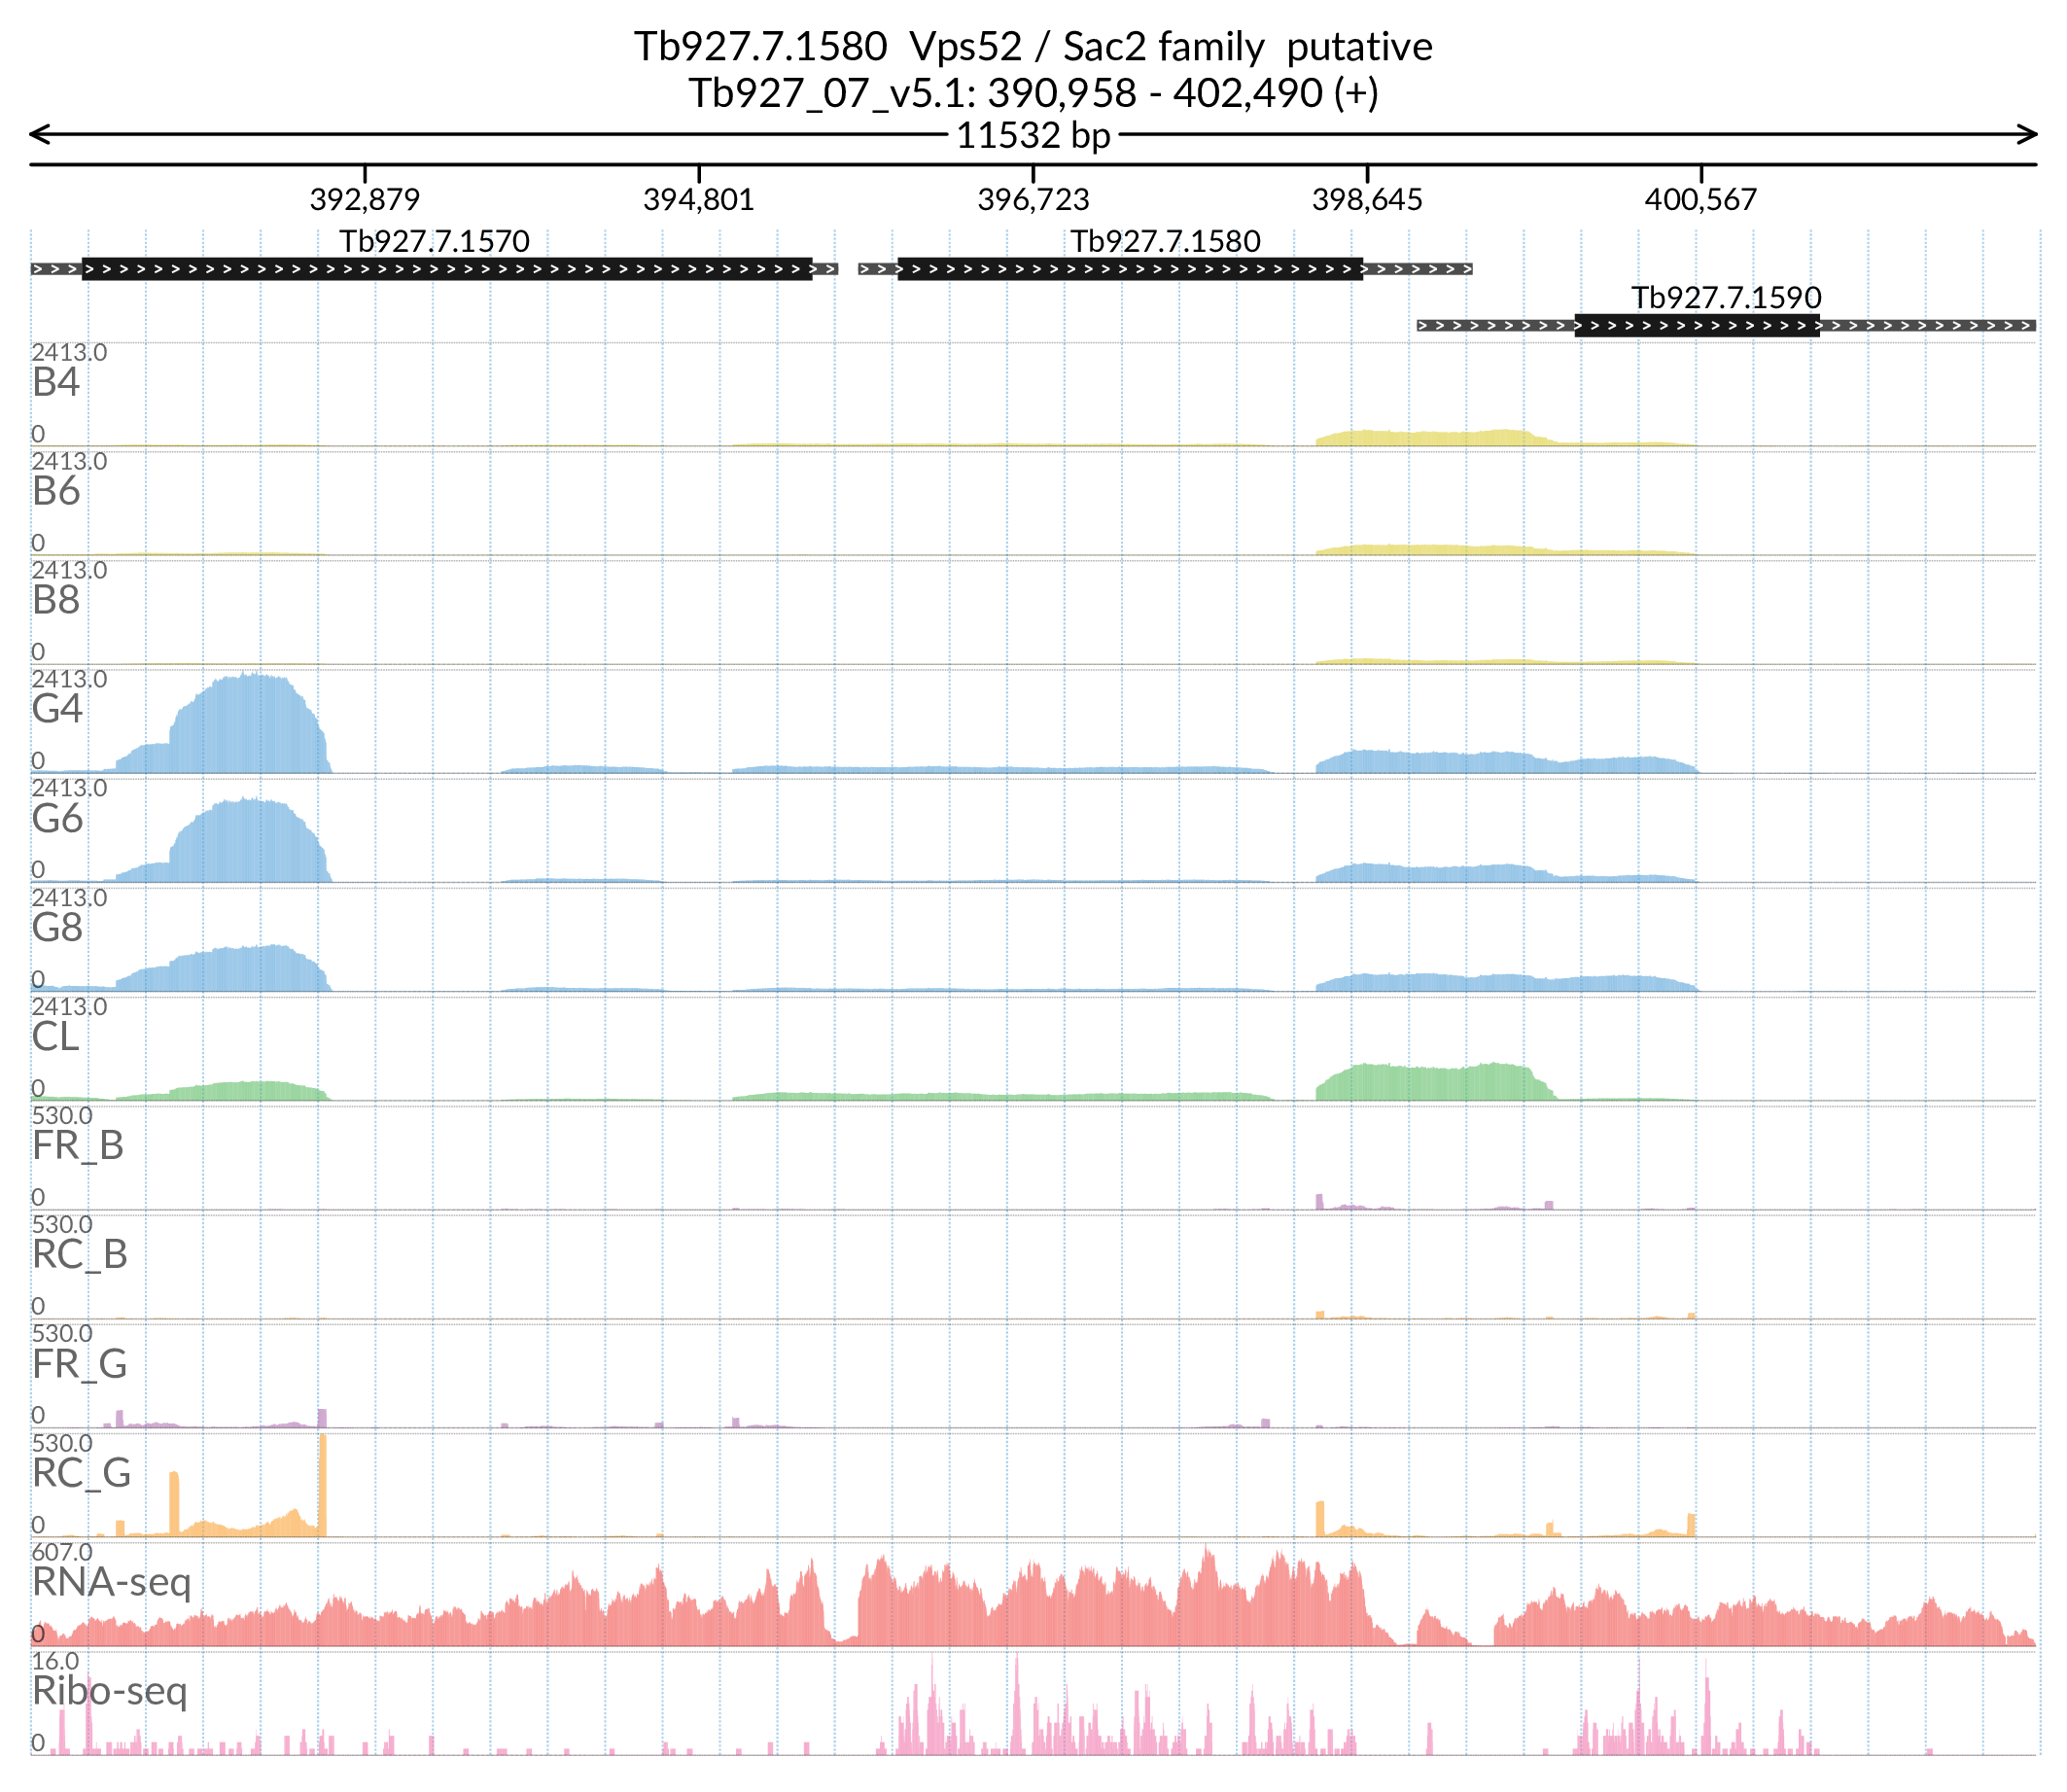 Tb927.7.1580  Vps52 / Sac2 family  putative
Tb927_07_v5.1: 390,958 - 402,490 (+)
11532 bp
392,879 394,801 396,723 398,645 400,567
Tb927.7.1570 Tb927.7.1580
Tb927.7.1590
2413.0
B4
0
2413.0
B6
0
2413.0
B8
0
2413.0
G4
0
2413.0
G6
0
2413.0
G8
0
2413.0
CL
0
530.0
FR_B
0
530.0
RC_B
0
530.0
FR_G
0
530.0
RC_G
0
607.0
RNA-seq
0
16.0
Ribo-seq
0